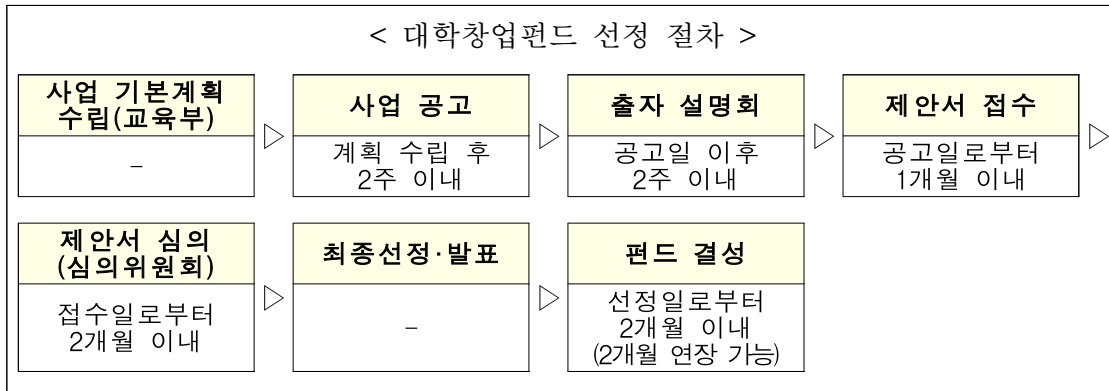 < 대학창업펀드 선정 절차 >
사업 기본계획
수립(교육부)
–
사업 공고
계획 수립 후
2주 이내
출자 설명회
공고일 이후
2주 이내
제안서 접수
공고일로부터
1개월 이내
제안서 심의
(심의위원회)
접수일로부터
2개월 이내
최종선정·발표
–
펀드 결성
선정일로부터
2개월 이내
(2개월 연장 가능)